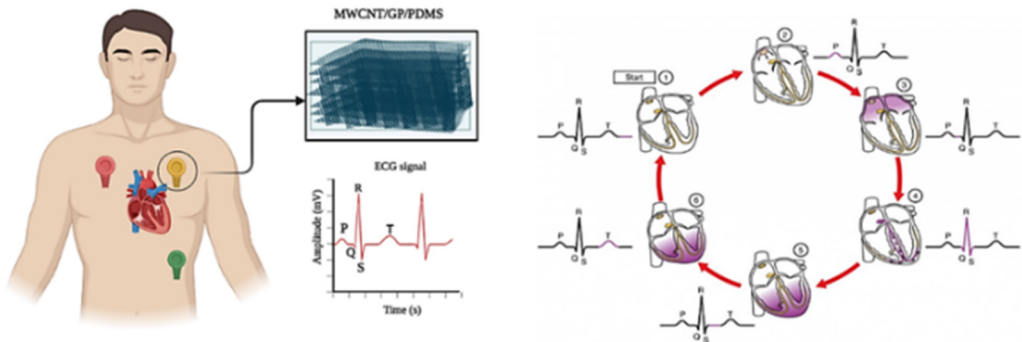 MWCNT/GP/PDMS
ECG signal
Amplitude (mV)
R
P
Q
S
T
Time (s)
Start
1
P
R
Q
S
T
2
P
R
Q
S
T
3
P
R
Q
S
T
4
P
R
Q
S
T
5
P
R
Q
S
T
6
P
R
Q
S
T